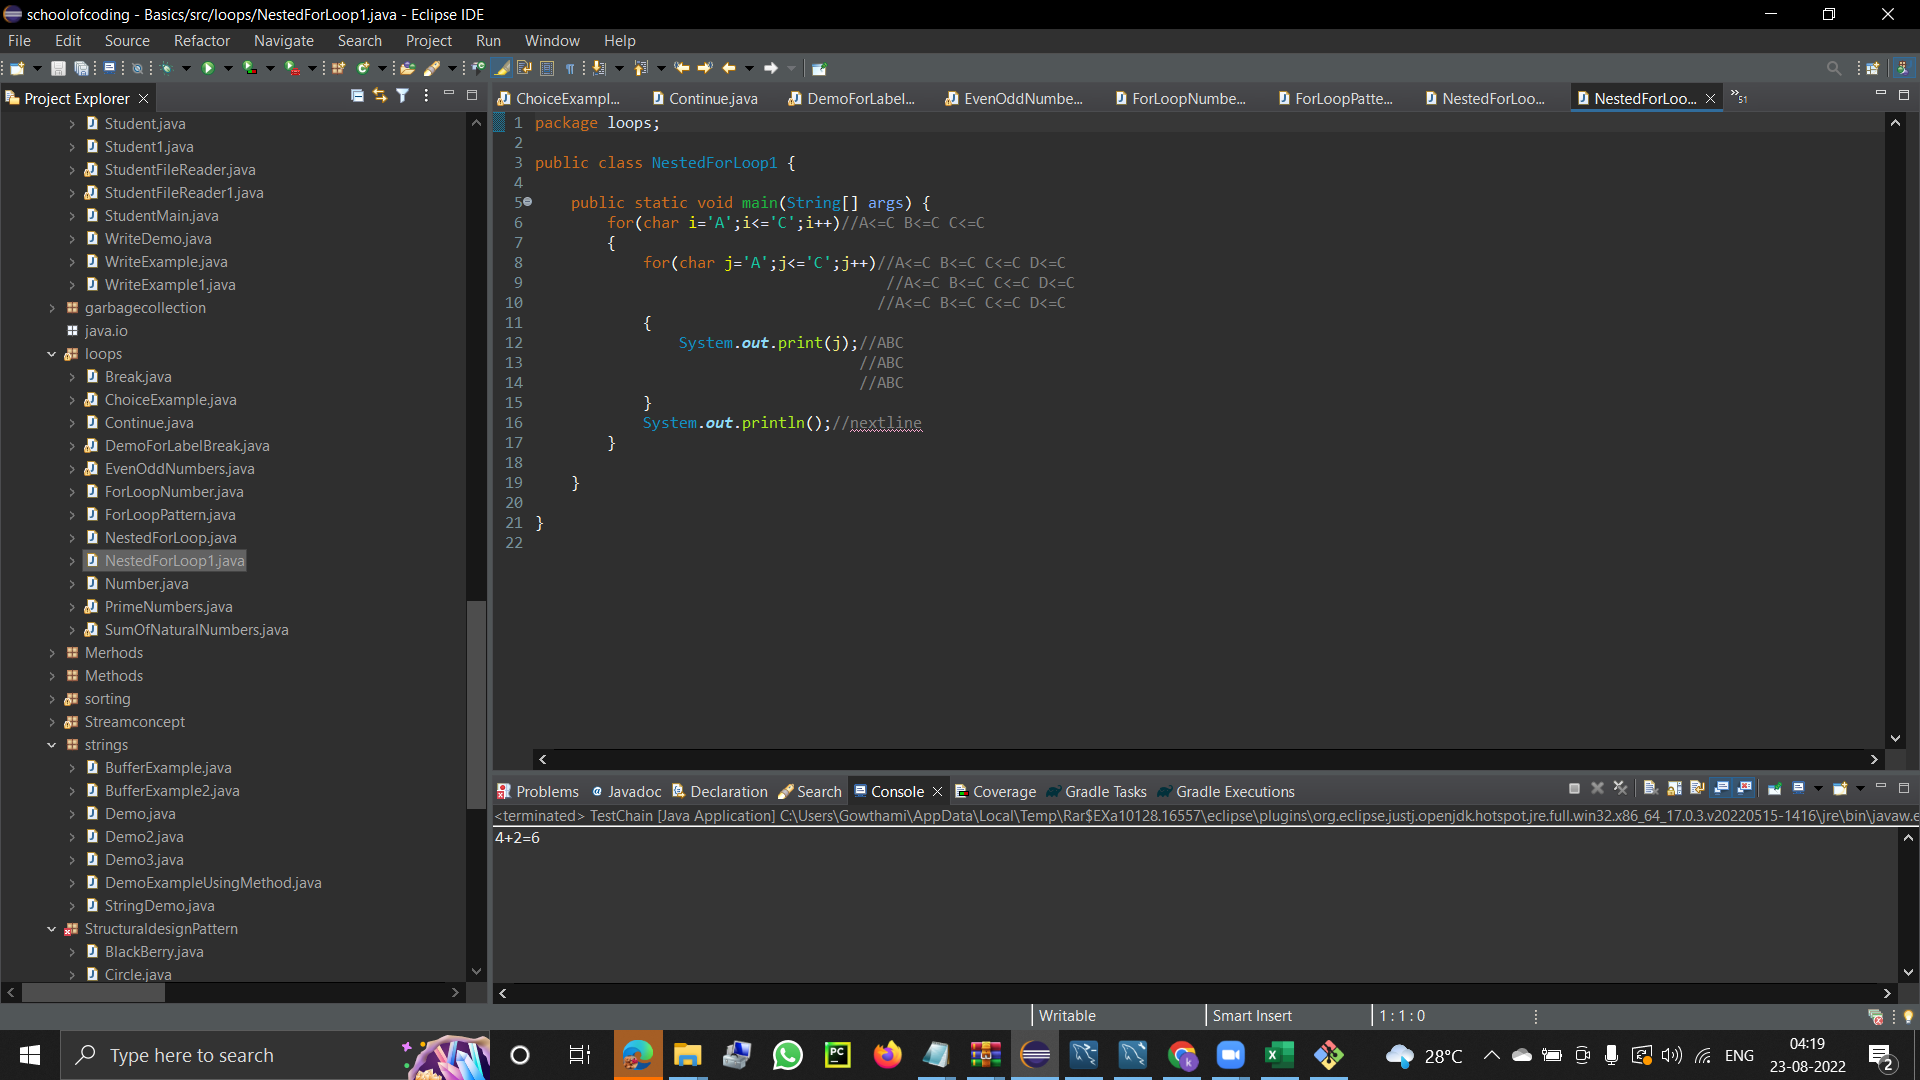 schoolofcoding - Basics/src/loops/NestedForLoop1.java - Eclipse IDE
File Edit Source Refactor Navigate Search Project Run Window Help
Project Explorer
Student.java
Student1.java
StudentFileReader.java
StudentFileReader1.java
StudentMain.java
WriteDemo.java
WriteExample.java
WriteExample1.java
garbagecollection
java.io
loops
Break.java
ChoiceExample.java
Continue.java
DemoForLabelBreak.java
EvenOddNumbers.java
ForLoopNumber.java
ForLoopPattern.java
NestedForLoop.java
NestedForLoop1.java
Number.java
PrimeNumbers.java
SumOfNaturalNumbers.java
Merhods
Methods
sorting
Streamconcept
strings
BufferExample.java
BufferExample2.java
Demo.java
Demo2.java
Demo3.java
DemoExampleUsingMethod.java
StringDemo.java
StructuraldesignPattern
BlackBerry.java
Circle.java
ChoiceExampl... Continue.java DemoForLabel... EvenOddNumbe... ForLoopNumbe... ForLoopPatte... NestedForLoo... NestedForLoo... 51
1 package loops;
2
3 public class NestedForLoop1 {
4
5 public static void main(String[] args) {
6 for(char i='A';i<='C';i++)//A<=C B<=C C<=C
7 {
8 for(char j='A';j<='C';j++)//A<=C B<=C C<=C D<=C
9 //A<=C B<=C C<=C D<=C
10 //A<=C B<=C C<=C D<=C
11 {
12 System.out.print(j);//ABC
13 //ABC
14 //ABC
15 }
16 System.out.println();//nextline
17 }
18
19 }
20
21 }
22
Problems Javadoc Declaration Search Console Coverage Gradle Tasks Gradle Executions
<terminated> TestChain [Java Application] C:\Users\Gowthami\AppData\Local\Temp\Rar$EXa10128.16557\eclipse\plugins\org.eclipse.justj.openjdk.hotspot.jre.full.win32.x86_64_17.0.3.v20220515-1416\jre\bin\javaw.e
4+2=6
Writable Smart Insert 1 : 1 : 0
Type here to search
PC
k
28°C
ENG
04:19
23-08-2022
2